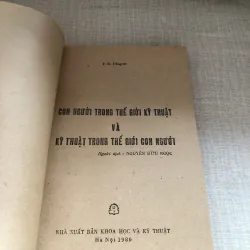 CON NGƯỜI TRONG THẾ GIỚI KỸ THUẬT
VÀ
KỸ THUẬT TRONG THẾ GIỚI CON NGƯỜI
Người dịch : NGUYỄN HỮU NGỌC
NHÀ XUẤT BẢN KHOA HỌC VÀ KỸ THUẬT
Hà Nội 1980